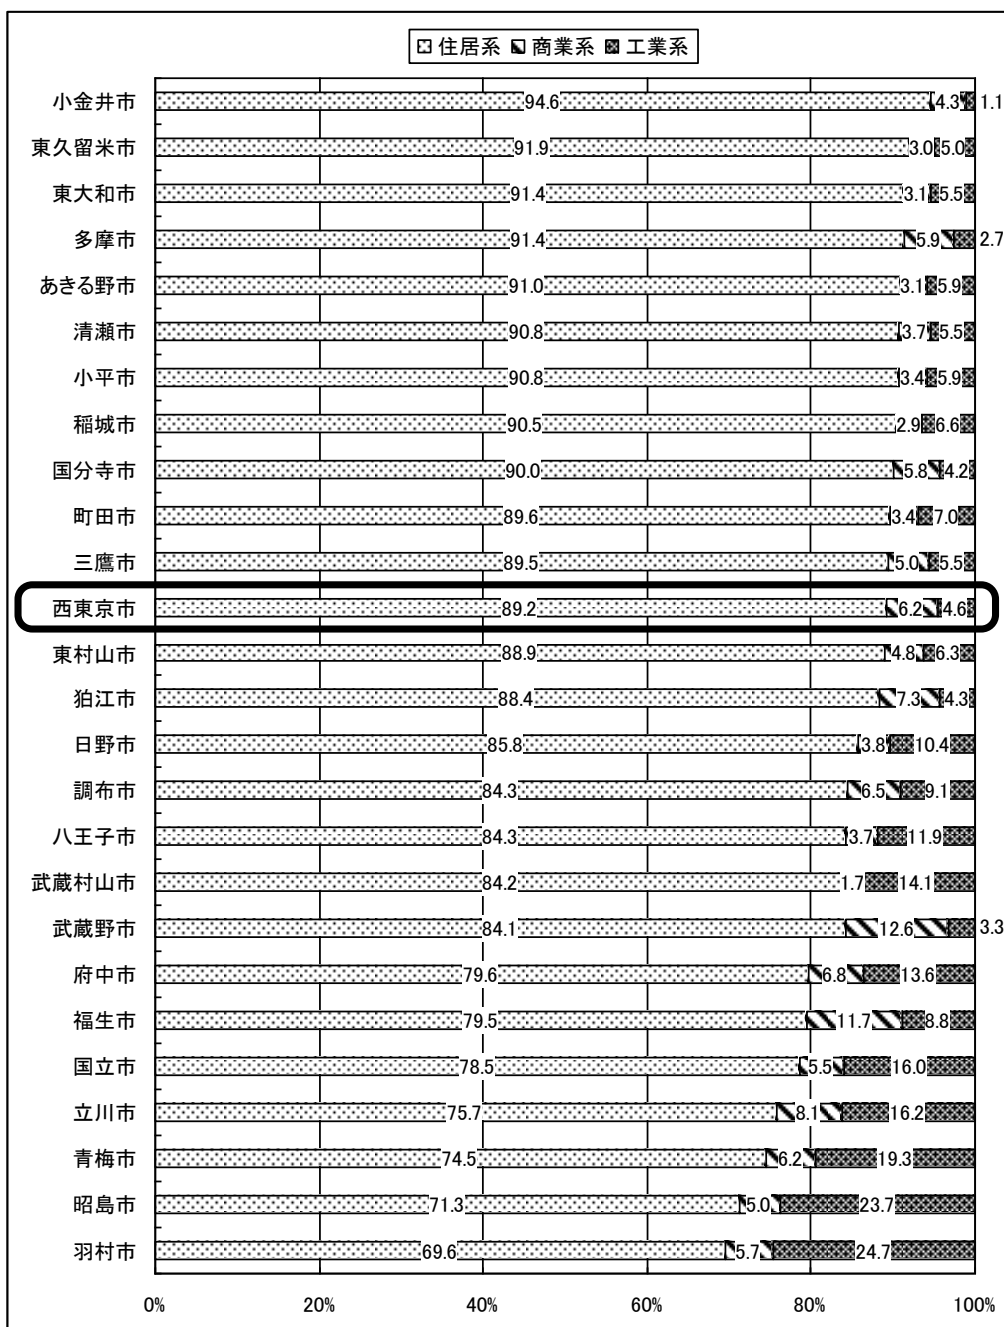 住居系 商業系 工業系
小金井市 94.6 4.3 1.1
東久留米市 91.9 3.0 5.0
東大和市 91.4 3.1 5.5
多摩市 91.4 5.9 2.7
あきる野市 91.0 3.1 5.9
清瀬市 90.8 3.7 5.5
小平市 90.8 3.4 5.9
稲城市 90.5 2.9 6.6
国分寺市 90.0 5.8 4.2
町田市 89.6 3.4 7.0
三鷹市 89.5 5.0 5.5
西東京市 89.2 6.2 4.6
東村山市 88.9 4.8 6.3
狛江市 88.4 7.3 4.3
日野市 85.8 3.8 10.4
調布市 84.3 6.5 9.1
八王子市 84.3 3.7 11.9
武蔵村山市 84.2 1.7 14.1
武蔵野市 84.1 12.6 3.3
府中市 79.6 6.8 13.6
福生市 79.5 11.7 8.8
国立市 78.5 5.5 16.0
立川市 75.7 8.1 16.2
青梅市 74.5 6.2 19.3
昭島市 71.3 5.0 23.7
羽村市 69.6 5.7 24.7
0% 20% 40% 60% 80% 100%